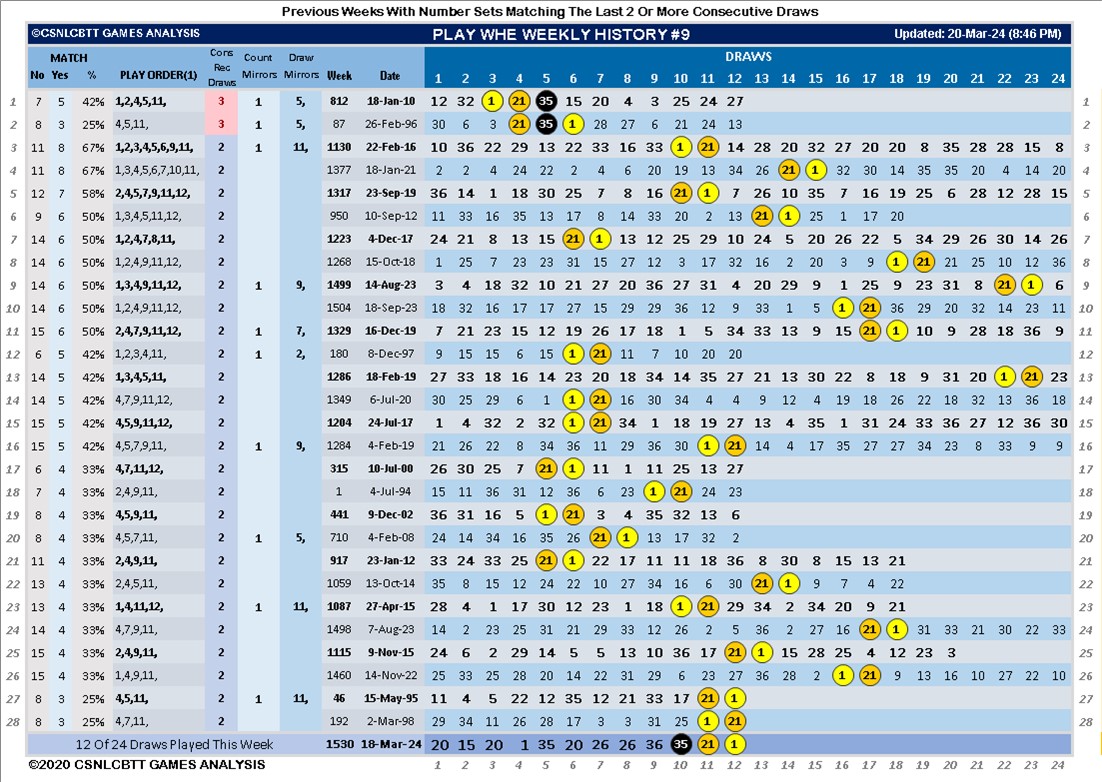 Previous Weeks With Number Sets Matching The Last 2 Or More Consecutive Draws
©CSNLCBTT GAMES ANALYSIS PLAY WHE WEEKLY HISTORY #9 Updated: 20-Mar-24 (8:46 PM)
MATCH Cons Rec Draws Count Mirrors Draw Mirrors DRAWS
No Yes % PLAY ORDER(1) Week Date 1 2 3 4 5 6 7 8 9 10 11 12 13 14 15 16 17 18 19 20 21 22 23 24
1 7 5 42% 1,2,4,5,11, 3 1 5, 812 18-Jan-10 12 32 1 21 35 15 20 4 3 25 24 27 1
2 8 3 25% 4,5,11, 3 1 5, 87 26-Feb-96 30 6 3 21 35 1 28 27 6 21 24 13 2
3 11 8 67% 1,2,3,4,5,6,9,11, 2 1 11, 1130 22-Feb-16 10 36 22 29 13 22 33 16 33 1 21 14 28 20 32 27 20 20 8 35 28 28 15 8 3
4 11 8 67% 1,3,4,5,6,7,10,11, 2 1377 18-Jan-21 2 2 4 24 22 2 4 6 20 19 13 34 26 21 1 32 30 14 35 35 20 4 14 20 4
5 12 7 58% 2,4,5,7,9,11,12, 2 1317 23-Sep-19 36 14 1 18 30 25 7 8 16 21 1 7 26 10 35 7 16 19 25 6 28 12 28 15 5
6 9 6 50% 1,3,4,5,11,12, 2 950 10-Sep-12 11 33 16 35 13 17 8 14 33 20 2 13 21 1 25 1 17 20 6
7 14 6 50% 1,2,4,7,8,11, 2 1223 4-Dec-17 24 21 8 13 15 21 1 13 12 25 29 10 24 5 20 26 22 5 34 29 26 30 14 26 7
8 14 6 50% 1,2,4,9,11,12, 2 1268 15-Oct-18 1 25 7 23 23 31 15 27 12 3 17 32 16 2 20 3 9 1 21 21 25 10 12 36 8
9 14 6 50% 1,3,4,9,11,12, 2 1 9, 1499 14-Aug-23 3 4 18 32 10 21 27 20 36 27 31 4 20 29 9 1 25 9 23 31 8 21 1 6 9
10 14 6 50% 1,2,4,9,11,12, 2 1504 18-Sep-23 18 32 16 17 17 27 15 29 29 36 12 9 33 1 5 1 21 36 29 20 32 14 23 11 10
11 15 6 50% 2,4,7,9,11,12, 2 1 7, 1329 16-Dec-19 7 21 23 15 12 19 26 17 18 1 5 34 33 13 9 15 21 1 10 9 28 18 36 9 11
12 6 5 42% 1,2,3,4,11, 2 1 2, 180 8-Dec-97 9 15 15 6 15 1 21 11 7 10 20 20 12
13 14 5 42% 1,3,4,5,11, 2 1286 18-Feb-19 27 33 18 16 14 23 20 18 34 14 35 27 21 13 30 22 8 18 9 31 20 1 21 23 13
14 14 5 42% 4,7,9,11,12, 2 1349 6-Jul-20 30 25 29 6 1 1 21 16 30 34 4 4 9 12 4 19 18 26 22 18 32 13 36 18 14
15 15 5 42% 4,5,9,11,12, 2 1204 24-Jul-17 1 4 32 2 32 1 21 34 1 18 19 27 13 4 35 1 31 24 33 36 27 12 36 30 15
16 15 5 42% 4,5,7,9,11, 2 1 9, 1284 4-Feb-19 21 26 22 8 34 36 11 29 36 30 1 21 14 4 17 35 27 27 34 23 8 33 9 9 16
17 6 4 33% 4,7,11,12, 2 315 10-Jul-00 26 30 25 7 21 1 11 1 11 25 13 27 17
18 7 4 33% 2,4,9,11, 2 1 4-Jul-94 15 11 36 31 12 36 6 23 1 21 24 23 18
19 8 4 33% 4,5,9,11, 2 441 9-Dec-02 36 31 16 5 1 21 3 4 35 32 13 6 19
20 8 4 33% 4,5,7,11, 2 1 5, 710 4-Feb-08 24 14 34 16 35 26 21 1 13 17 32 2 20
21 11 4 33% 2,4,9,11, 2 917 23-Jan-12 33 24 33 25 21 1 22 17 11 11 18 36 8 30 8 15 13 21 21
22 13 4 33% 2,4,5,11, 2 1059 13-Oct-14 35 8 15 12 24 22 10 27 34 16 6 30 21 1 9 7 4 22 22
23 13 4 33% 1,4,11,12, 2 1 11, 1087 27-Apr-15 28 4 1 17 30 12 23 1 18 1 21 29 34 2 34 20 9 21 23
24 14 4 33% 4,7,9,11, 2 1498 7-Aug-23 14 2 23 25 31 21 29 33 12 26 2 5 36 2 27 16 21 1 31 33 21 30 22 33 24
25 15 4 33% 2,4,9,11, 2 1115 9-Nov-15 24 6 2 29 14 5 5 13 10 36 17 21 1 15 28 25 4 12 23 3 25
26 15 4 33% 1,4,9,11, 2 1460 14-Nov-22 25 33 25 28 20 14 22 31 29 6 23 27 36 28 2 1 21 9 13 16 10 27 22 10 26
27 8 3 25% 4,5,11, 2 1 11, 46 15-May-95 11 4 5 22 12 35 12 21 33 17 21 1 27
28 8 3 25% 4,7,11, 2 192 2-Mar-98 29 34 11 26 28 17 3 3 31 25 1 21 28
12 Of 24 Draws Played This Week 1530 18-Mar-24 20 15 20 1 35 20 26 26 36 35 21 1
©2020 CSNLCBTT GAMES ANALYSIS 1 2 3 4 5 6 7 8 9 10 11 12 13 14 15 16 17 18 19 20 21 22 23 24